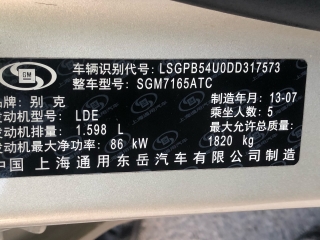 GM
车辆识别代号: LSGPB54U0DD317573
整车型号: SGM7165ATC
品牌: 别克 制造年月: 13-07
发动机型号: LDE 乘坐人数: 5
发动机排量: 1.598 L 最大允许总质量:
发动机最大净功率: 86 kW 1820 kg
中国 上海通用东岳汽车有限公司制造